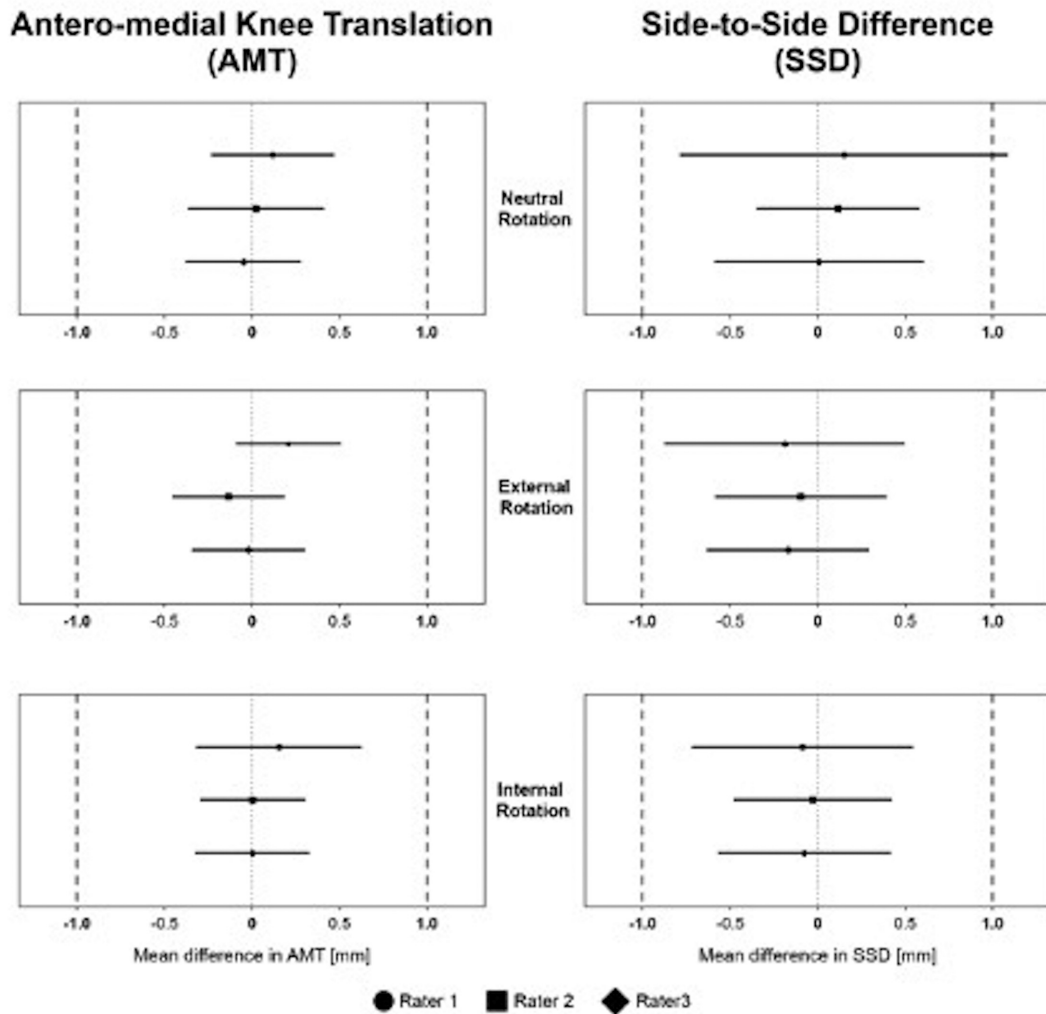 Antero-medial Knee Translation
(AMT)
Side-to-Side Difference
(SSD)
Neutral
Rotation
-1.0 -0.5 0 0.5 1.0
-1.0 -0.5 0 0.5 1.0
External
Rotation
-1.0 -0.5 0 0.5 1.0
-1.0 -0.5 0 0.5 1.0
Internal
Rotation
-1.0 -0.5 0 0.5 1.0
-1.0 -0.5 0 0.5 1.0
Mean difference in AMT [mm]
Mean difference in SSD [mm]
Rater 1 Rater 2 Rater3